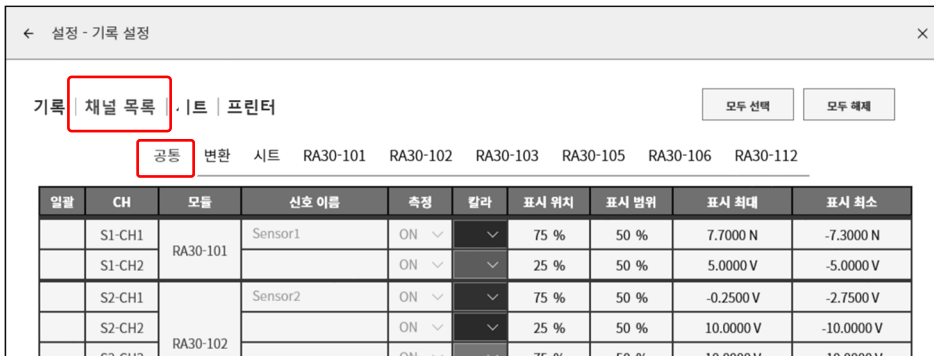 ← 설정 - 기록 설정 ×
기록 | 채널 목록 | 시트 | 프린터 모두 선택 모두 해제
공통 변환 시트 RA30-101 RA30-102 RA30-103 RA30-105 RA30-106 RA30-112
일괄 CH 모듈 신호 이름 측정 칼라 표시 위치 표시 범위 표시 최대 표시 최소
S1-CH1 RA30-101 Sensor1 ON 75 % 50 % 7.7000 N -7.3000 N
S1-CH2 ON 25 % 50 % 5.0000 V -5.0000 V
S2-CH1 Sensor2 ON 75 % 50 % -0.2500 V -2.7500 V
S2-CH2 RA30-102 ON 25 % 50 % 10.0000 V -10.0000 V